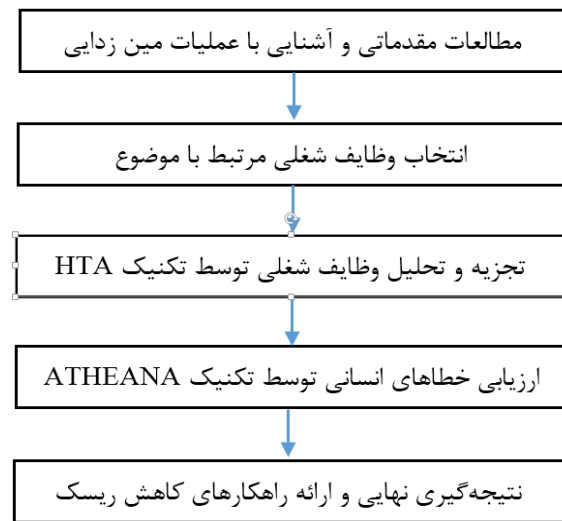 مطالعات مقدماتی و آشنایی با عملیات مین زدایی
انتخاب وظایف شغلی مرتبط با موضوع
تجزیه و تحلیل وظایف شغلی توسط تکنیک HTA
ارزیابی خطاهای انسانی توسط تکنیک ATHEANA
نتیجه‌گیری نهایی و ارائه راهکارهای کاهش ریسک